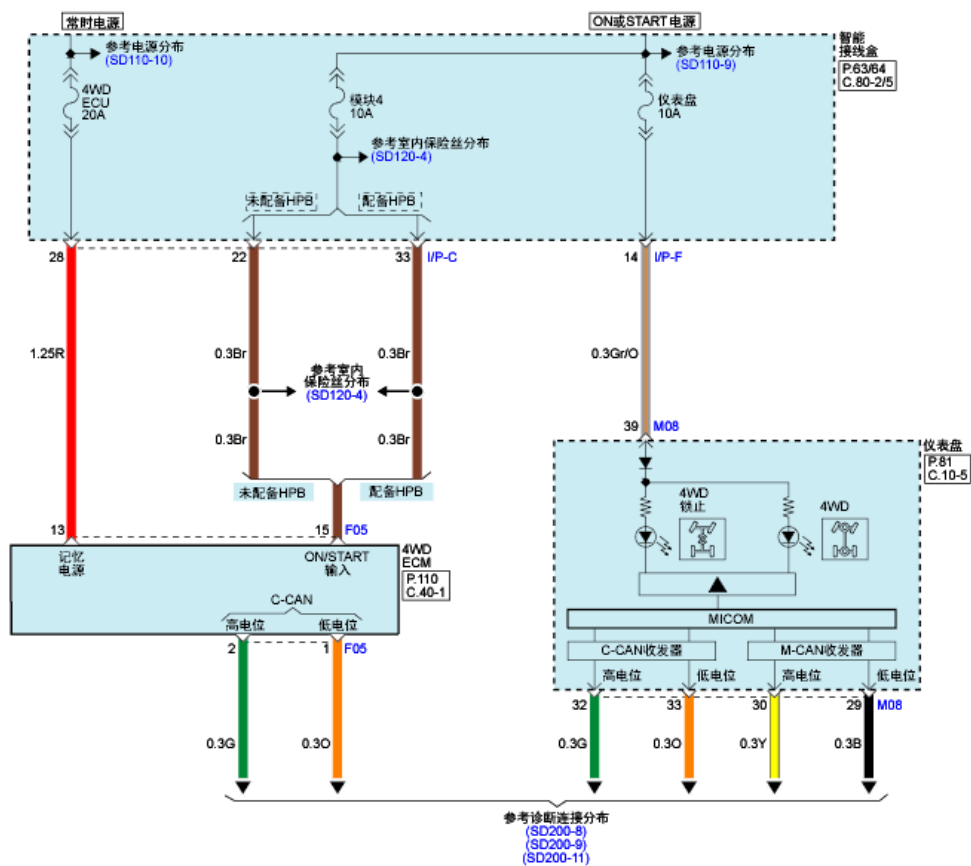 常时电源
ON或START 电源
参考电源分布
(SD110-10)
参考电源分布
(SD110-9)
智能
接线盒
P.63/64
C.80-2/5
4WD
ECU
20A
模块4
10A
仪表盘
10A
参考室内保险丝分布
(SD120-4)
未配备HPB
配备HPB
28
22
33
I/P-C
14
I/P-F
1.25R
0.3Br
0.3Br
0.3Gr/O
参考室内
保险丝分布
(SD120-4)
0.3Br
0.3Br
39
M08
仪表盘
P.81
C.10-5
未配备HPB
配备HPB
4WD
锁止
4WD
13
15
F05
记忆
电源
ON/START
输入
4WD
ECM
P.110
C.40-1
C-CAN
高电位
低电位
MICOM
C-CAN收发器
M-CAN收发器
2
1
F05
高电位
低电位
高电位
低电位
32
33
30
29
M08
0.3G
0.3O
0.3G
0.3O
0.3Y
0.3B
参考诊断连接分布
(SD200-8)
(SD200-9)
(SD200-11)